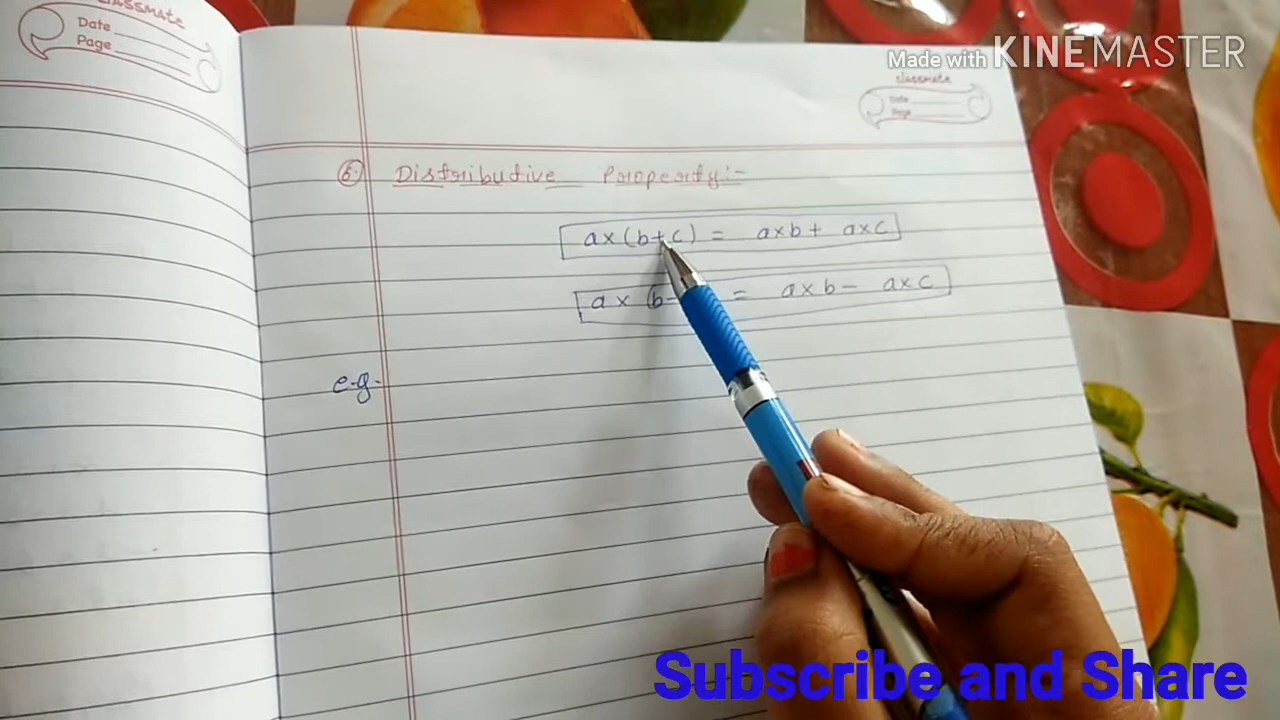 classmate
Date
Page
Made with KINEMASTER
classmate
Date
Page
6. Distributive Property:-
a×(b+c) = a×b+ a×c
a× (b- = a×b- a×c
e.g.
Subscribe and Share